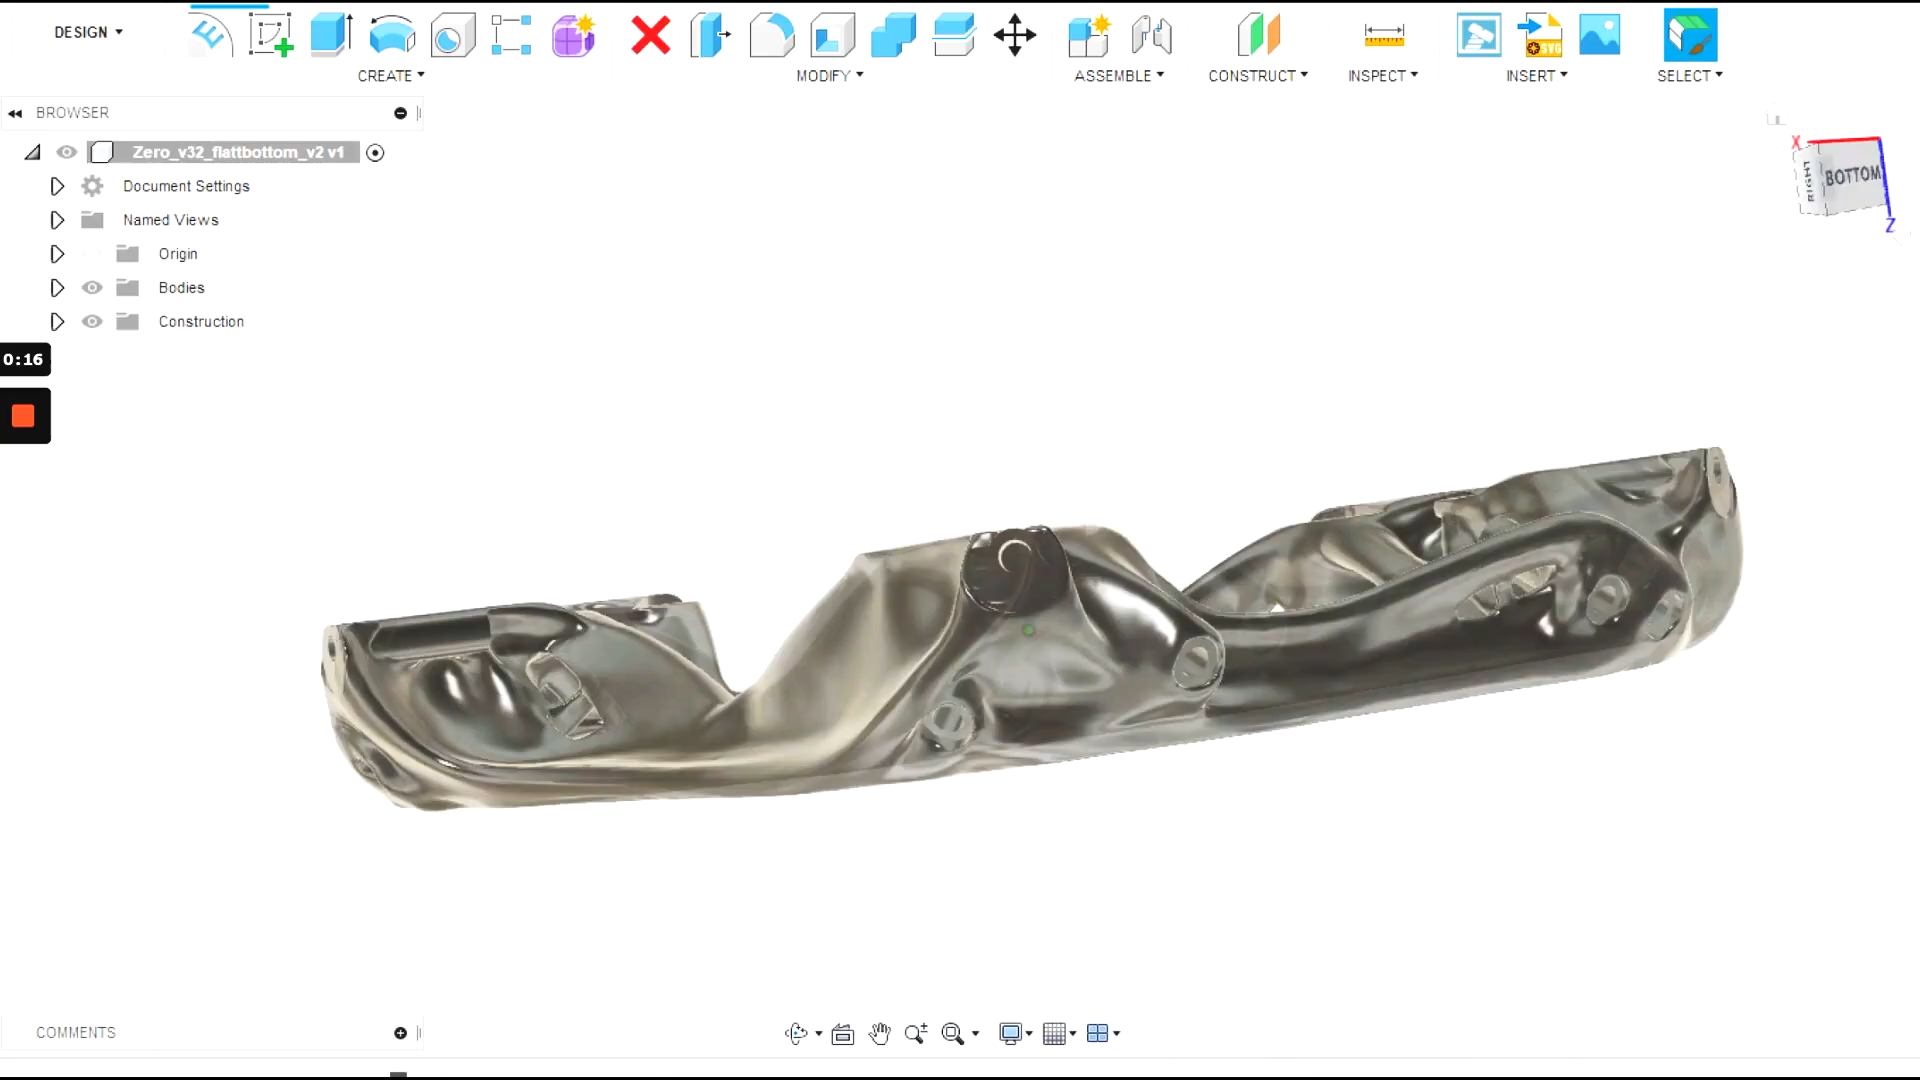 DESIGN
CREATE
MODIFY
ASSEMBLE
CONSTRUCT
INSPECT
SVG
INSERT
SELECT
BROWSER
Zero_v32_flattbottom_v2 v1
Document Settings
Named Views
Origin
Bodies
Construction
0:16
X
RIGHT
BOTTOM
Z
COMMENTS